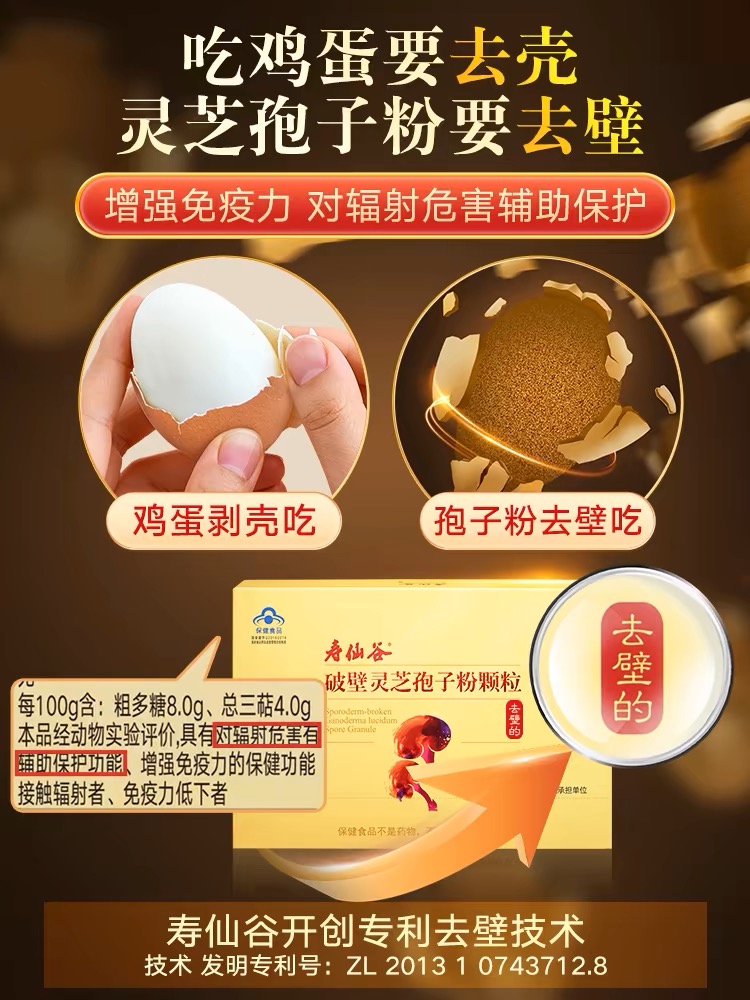 吃鸡蛋要去壳
灵芝孢子粉要去壁
增强免疫力 对辐射危害辅助保护
鸡蛋剥壳吃
孢子粉去壁吃
保健食品
寿仙谷®
破壁灵芝孢子粉颗粒
Sporoderm-broken
Ganoderma lucidum
Spore Granule
去壁的
去壁的
每100g含：粗多糖8.0g、总三萜4.0g
本品经动物实验评价,具有对辐射危害有
辅助保护功能、增强免疫力的保健功能
接触辐射者、免疫力低下者
承担单位
保健食品不是药物，
寿仙谷开创专利去壁技术
技术 发明专利号：ZL 2013 1 0743712.8